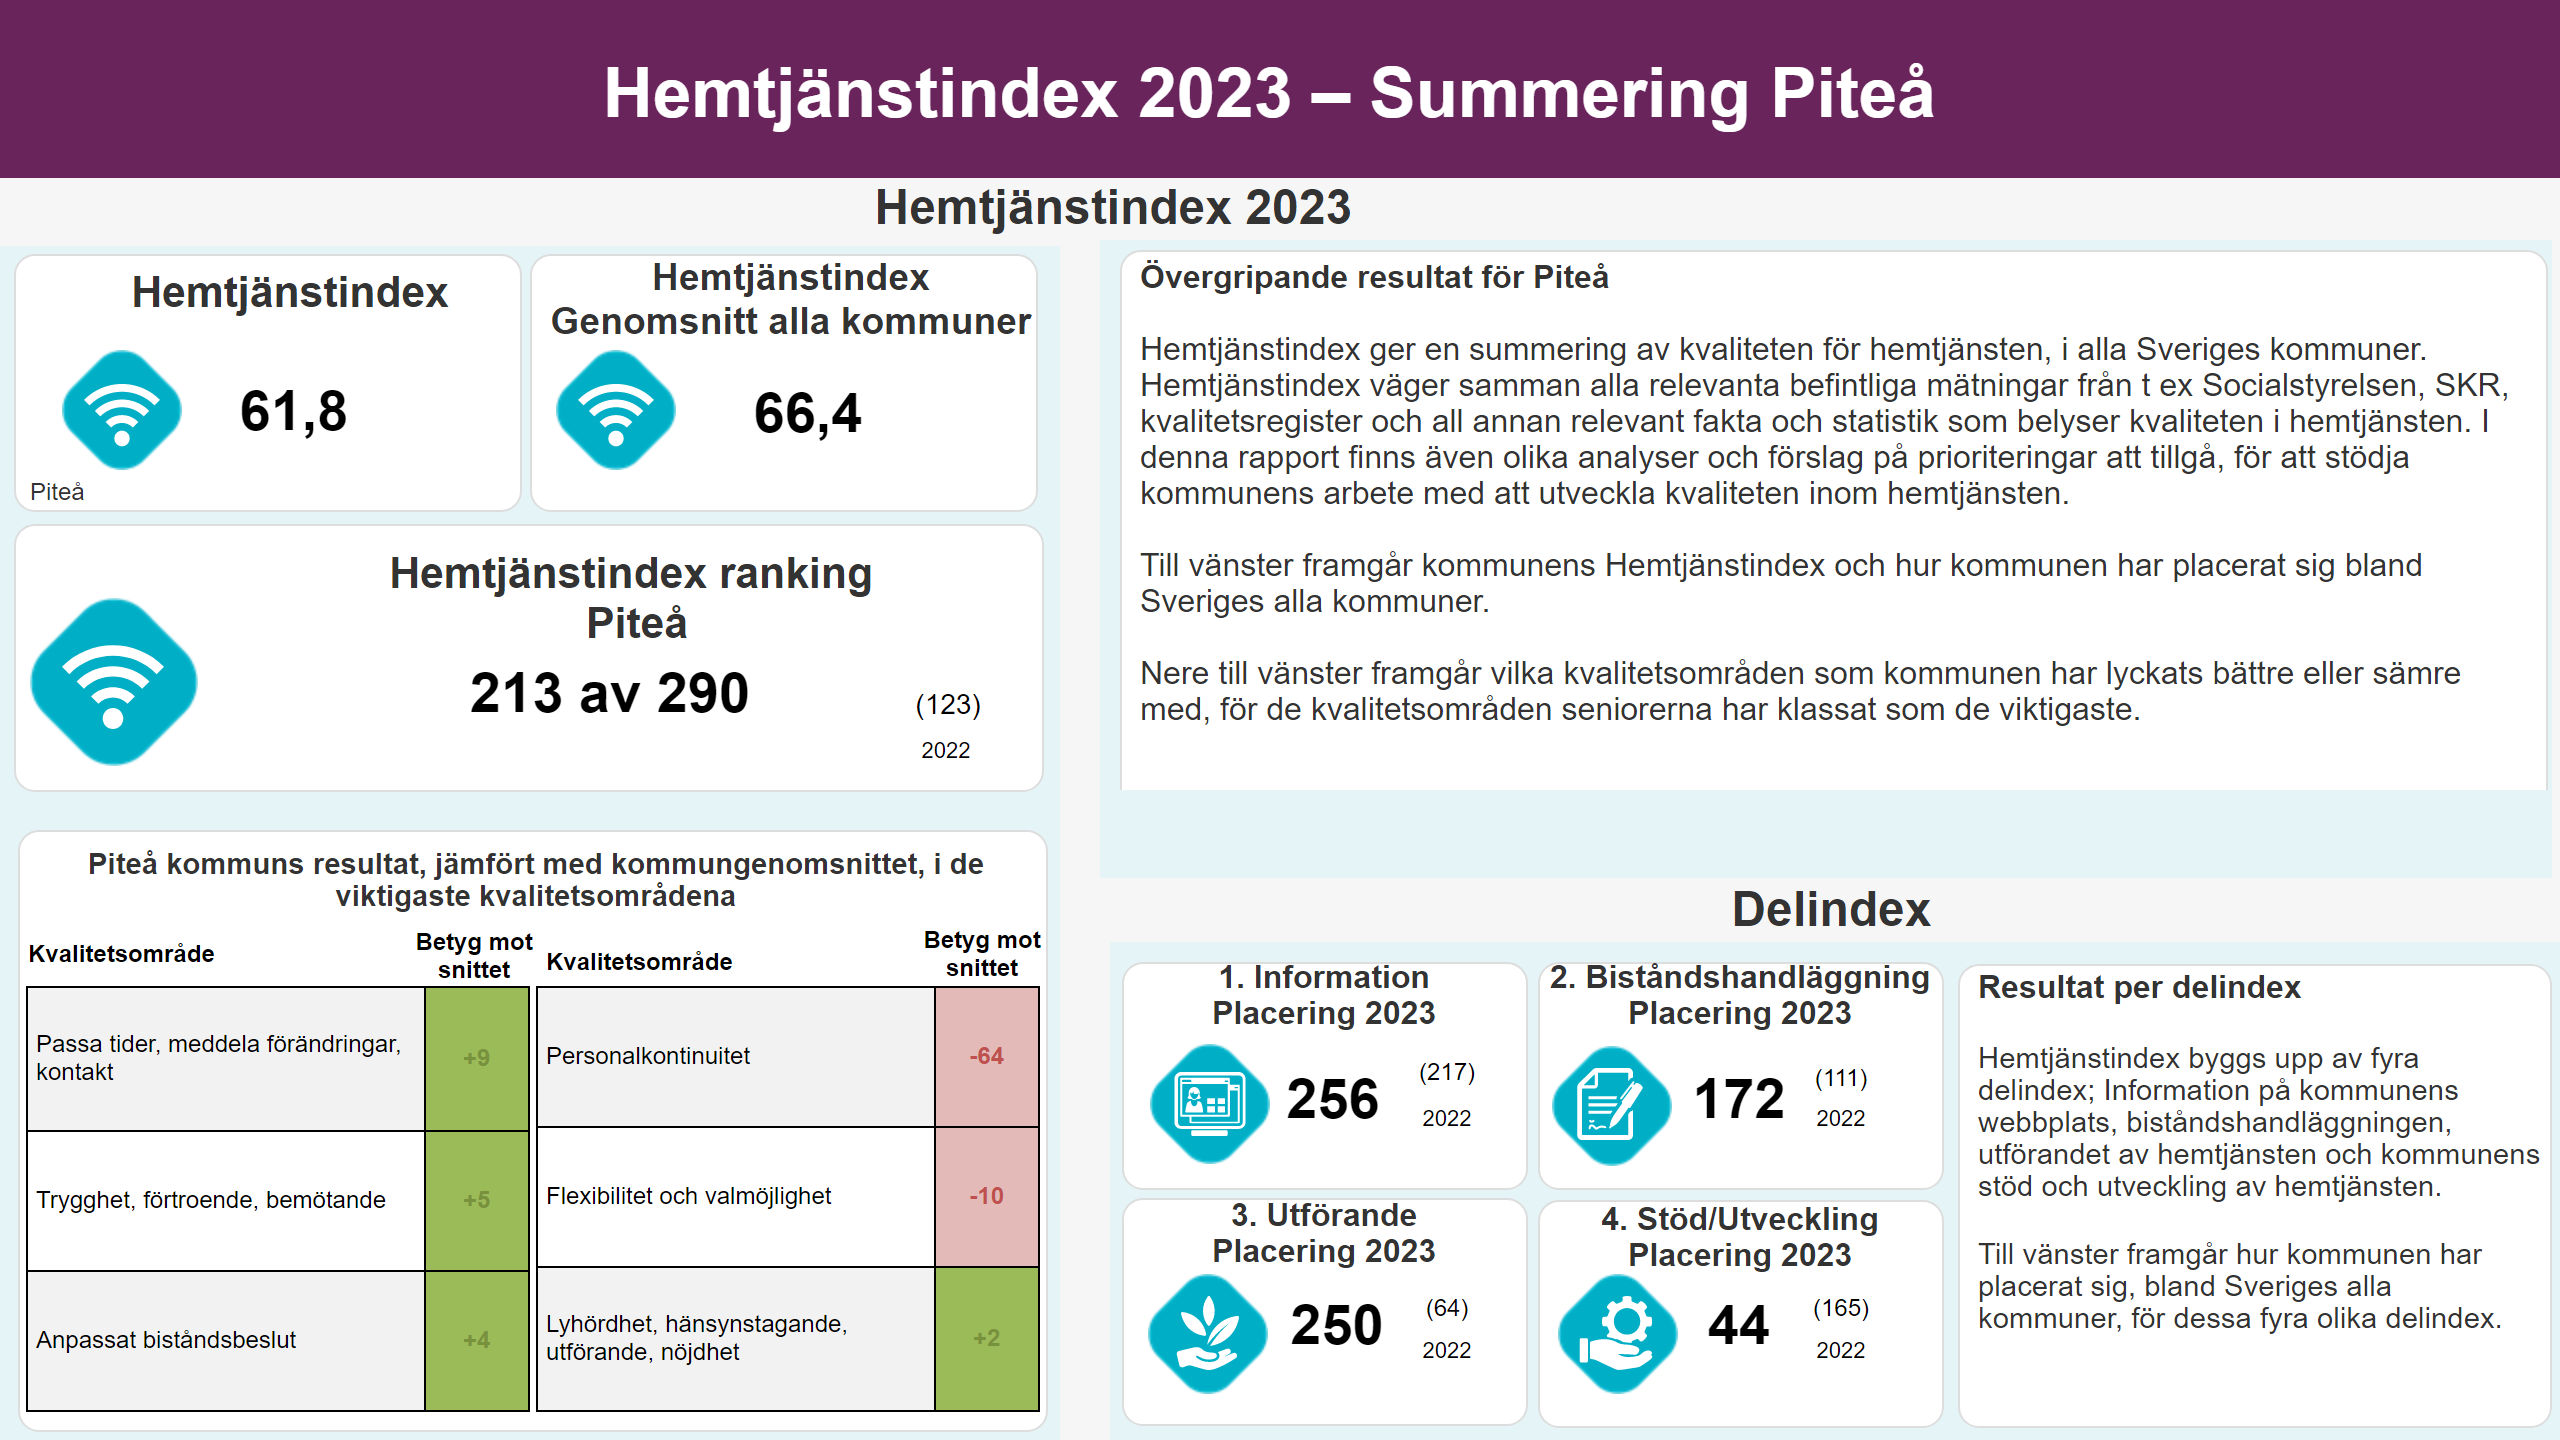 Hemtjänstindex 2023 – Summering Piteå
Hemtjänstindex 2023
Hemtjänstindex
61,8
Piteå
Hemtjänstindex
Genomsnitt alla kommuner
66,4
Hemtjänstindex ranking
Piteå
213 av 290
(123)
2022
Övergripande resultat för Piteå
Hemtjänstindex ger en summering av kvaliteten för hemtjänsten, i alla Sveriges kommuner.
Hemtjänstindex väger samman alla relevanta befintliga mätningar från t ex Socialstyrelsen, SKR,
kvalitetsregister och all annan relevant fakta och statistik som belyser kvaliteten i hemtjänsten. I
denna rapport finns även olika analyser och förslag på prioriteringar att tillgå, för att stödja
kommunens arbete med att utveckla kvaliteten inom hemtjänsten.
Till vänster framgår kommunens Hemtjänstindex och hur kommunen har placerat sig bland
Sveriges alla kommuner.
Nere till vänster framgår vilka kvalitetsområden som kommunen har lyckats bättre eller sämre
med, för de kvalitetsområden seniorerna har klassat som de viktigaste.
Piteå kommuns resultat, jämfört med kommungenomsnittet, i de
viktigaste kvalitetsområdena
Kvalitetsområde
Betyg mot
snittet
Passa tider, meddela förändringar,
kontakt
+9
Trygghet, förtroende, bemötande
+5
Anpassat biståndsbeslut
+4
Kvalitetsområde
Betyg mot
snittet
Personalkontinuitet
-64
Flexibilitet och valmöjlighet
-10
Lyhördhet, hänsynstagande,
utförande, nöjdhet
+2
Delindex
1. Information
Placering 2023
256
(217)
2022
2. Biståndshandläggning
Placering 2023
172
(111)
2022
3. Utförande
Placering 2023
250
(64)
2022
4. Stöd/Utveckling
Placering 2023
44
(165)
2022
Resultat per delindex
Hemtjänstindex byggs upp av fyra
delindex; Information på kommunens
webbplats, biståndshandläggningen,
utförandet av hemtjänsten och kommunens
stöd och utveckling av hemtjänsten.
Till vänster framgår hur kommunen har
placerat sig, bland Sveriges alla
kommuner, för dessa fyra olika delindex.